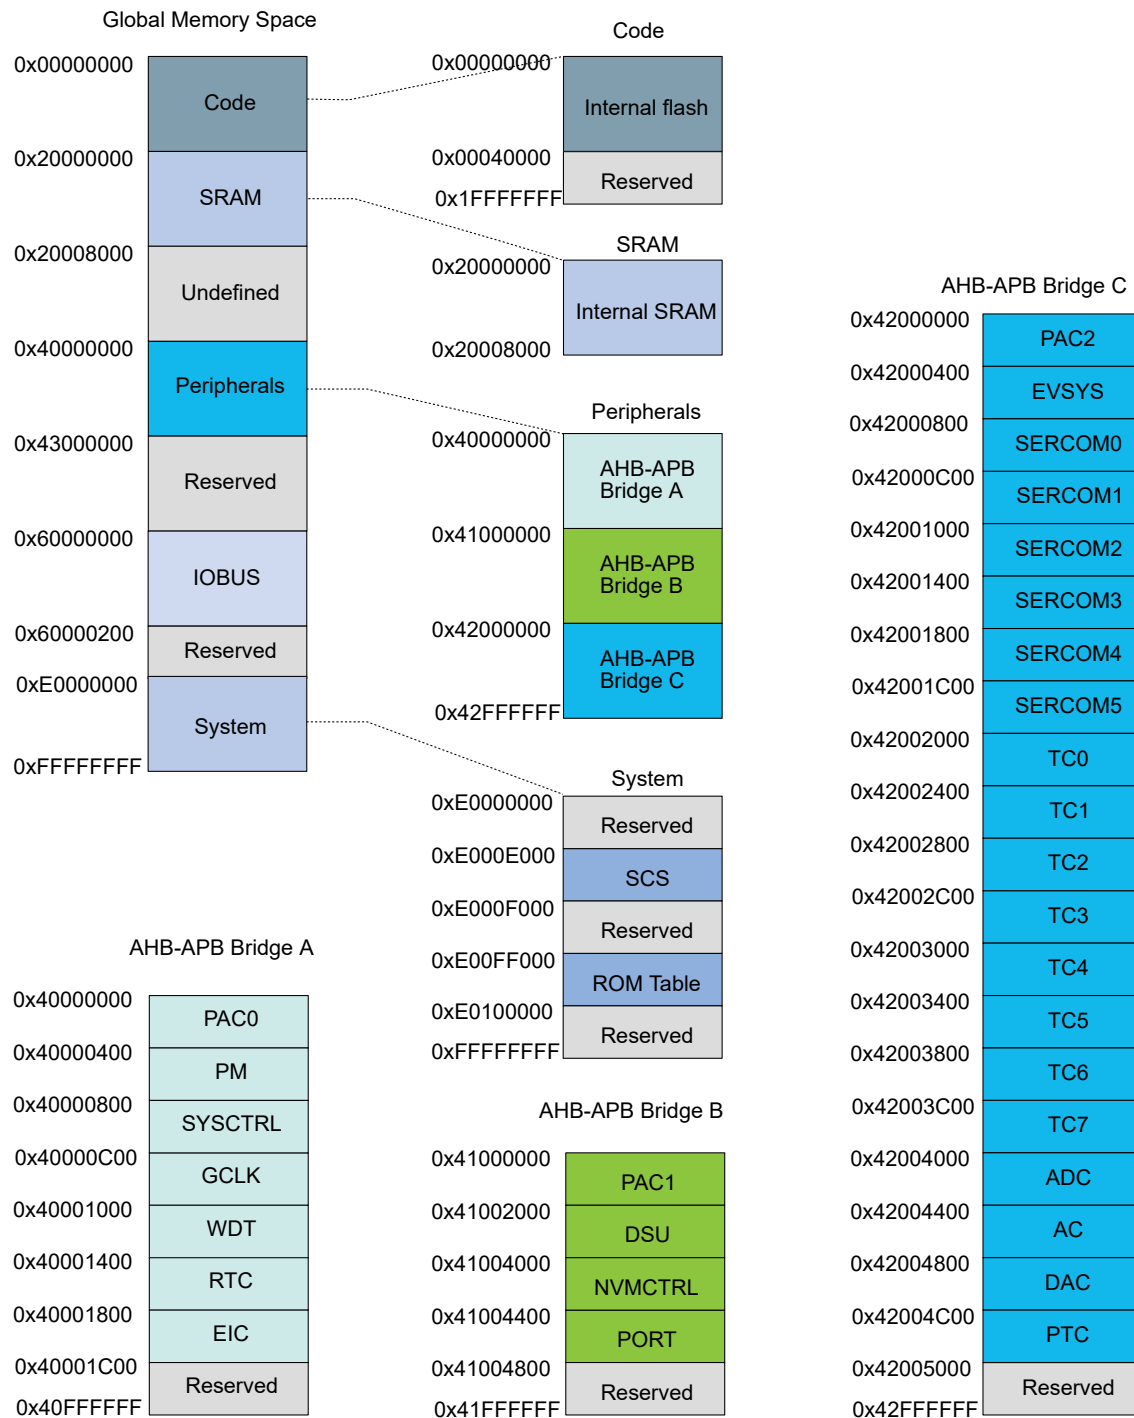 Global Memory Space
0x00000000
Code
0x20000000
SRAM
0x20008000
Undefined
0x40000000
Peripherals
0x43000000
Reserved
0x60000000
IOBUS
0x60000200
Reserved
0xE0000000
System
0xFFFFFFFF
Code
0x00000000
Internal flash
0x00040000
Reserved
0x1FFFFFFF
SRAM
0x20000000
Internal SRAM
0x20008000
Peripherals
0x40000000
AHB-APB
Bridge A
0x41000000
AHB-APB
Bridge B
0x42000000
AHB-APB
Bridge C
0x42FFFFFF
System
0xE0000000
Reserved
0xE000E000
SCS
0xE000F000
Reserved
0xE00FF000
ROM Table
0xE0100000
Reserved
0xFFFFFFFF
AHB-APB Bridge A
0x40000000
PAC0
0x40000400
PM
0x40000800
SYSCTRL
0x40000C00
GCLK
0x40001000
WDT
0x40001400
RTC
0x40001800
EIC
0x40001C00
Reserved
0x40FFFFFF
AHB-APB Bridge B
0x41000000
PAC1
0x41002000
DSU
0x41004000
NVMCTRL
0x41004400
PORT
0x41004800
Reserved
0x41FFFFFF
AHB-APB Bridge C
0x42000000
PAC2
0x42000400
EVSYS
0x42000800
SERCOM0
0x42000C00
SERCOM1
0x42001000
SERCOM2
0x42001400
SERCOM3
0x42001800
SERCOM4
0x42001C00
SERCOM5
0x42002000
TC0
0x42002400
TC1
0x42002800
TC2
0x42002C00
TC3
0x42003000
TC4
0x42003400
TC5
0x42003800
TC6
0x42003C00
TC7
0x42004000
ADC
0x42004400
AC
0x42004800
DAC
0x42004C00
PTC
0x42005000
Reserved
0x42FFFFFF